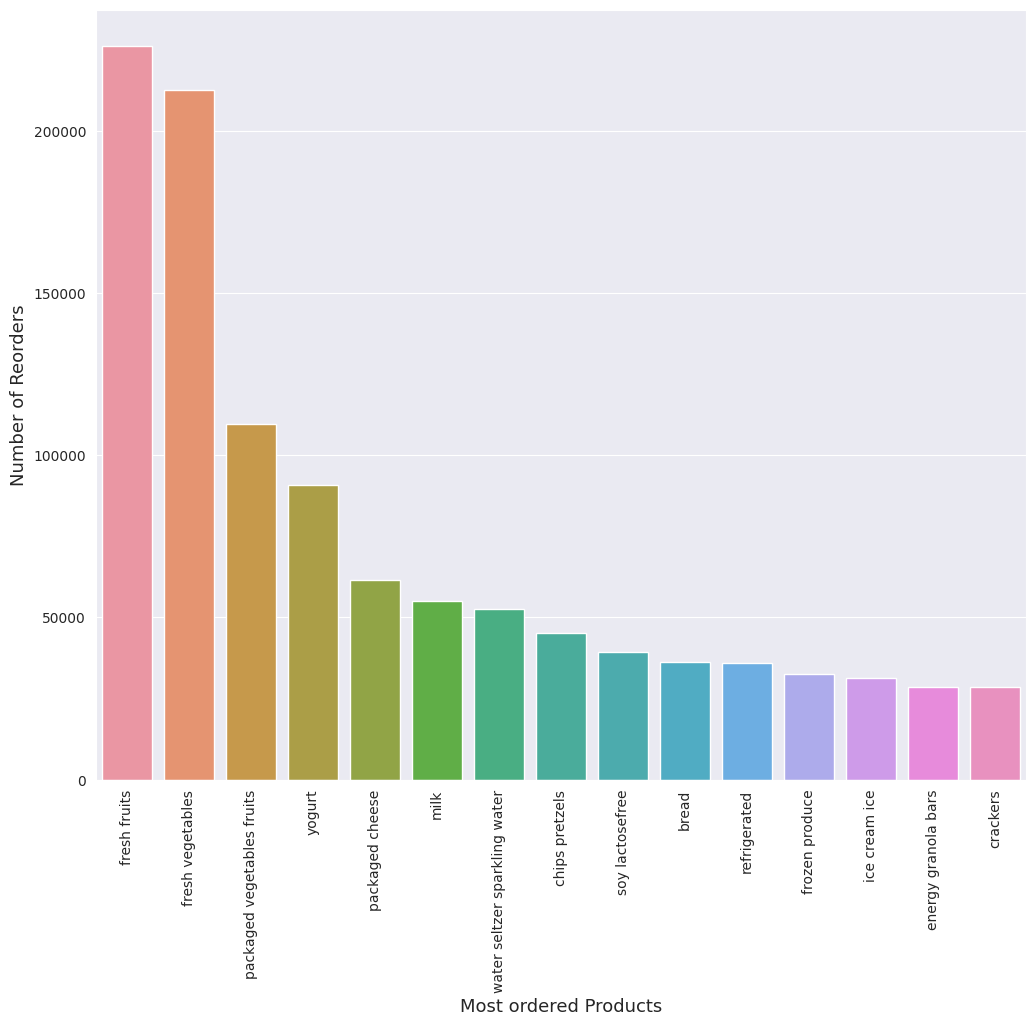 Number of Reorders
200000
150000
100000
50000
0
fresh fruits
fresh vegetables
packaged vegetables fruits
yogurt
packaged cheese
milk
water seltzer sparkling water
chips pretzels
soy lactosefree
bread
refrigerated
frozen produce
ice cream ice
energy granola bars
crackers
Most ordered Products